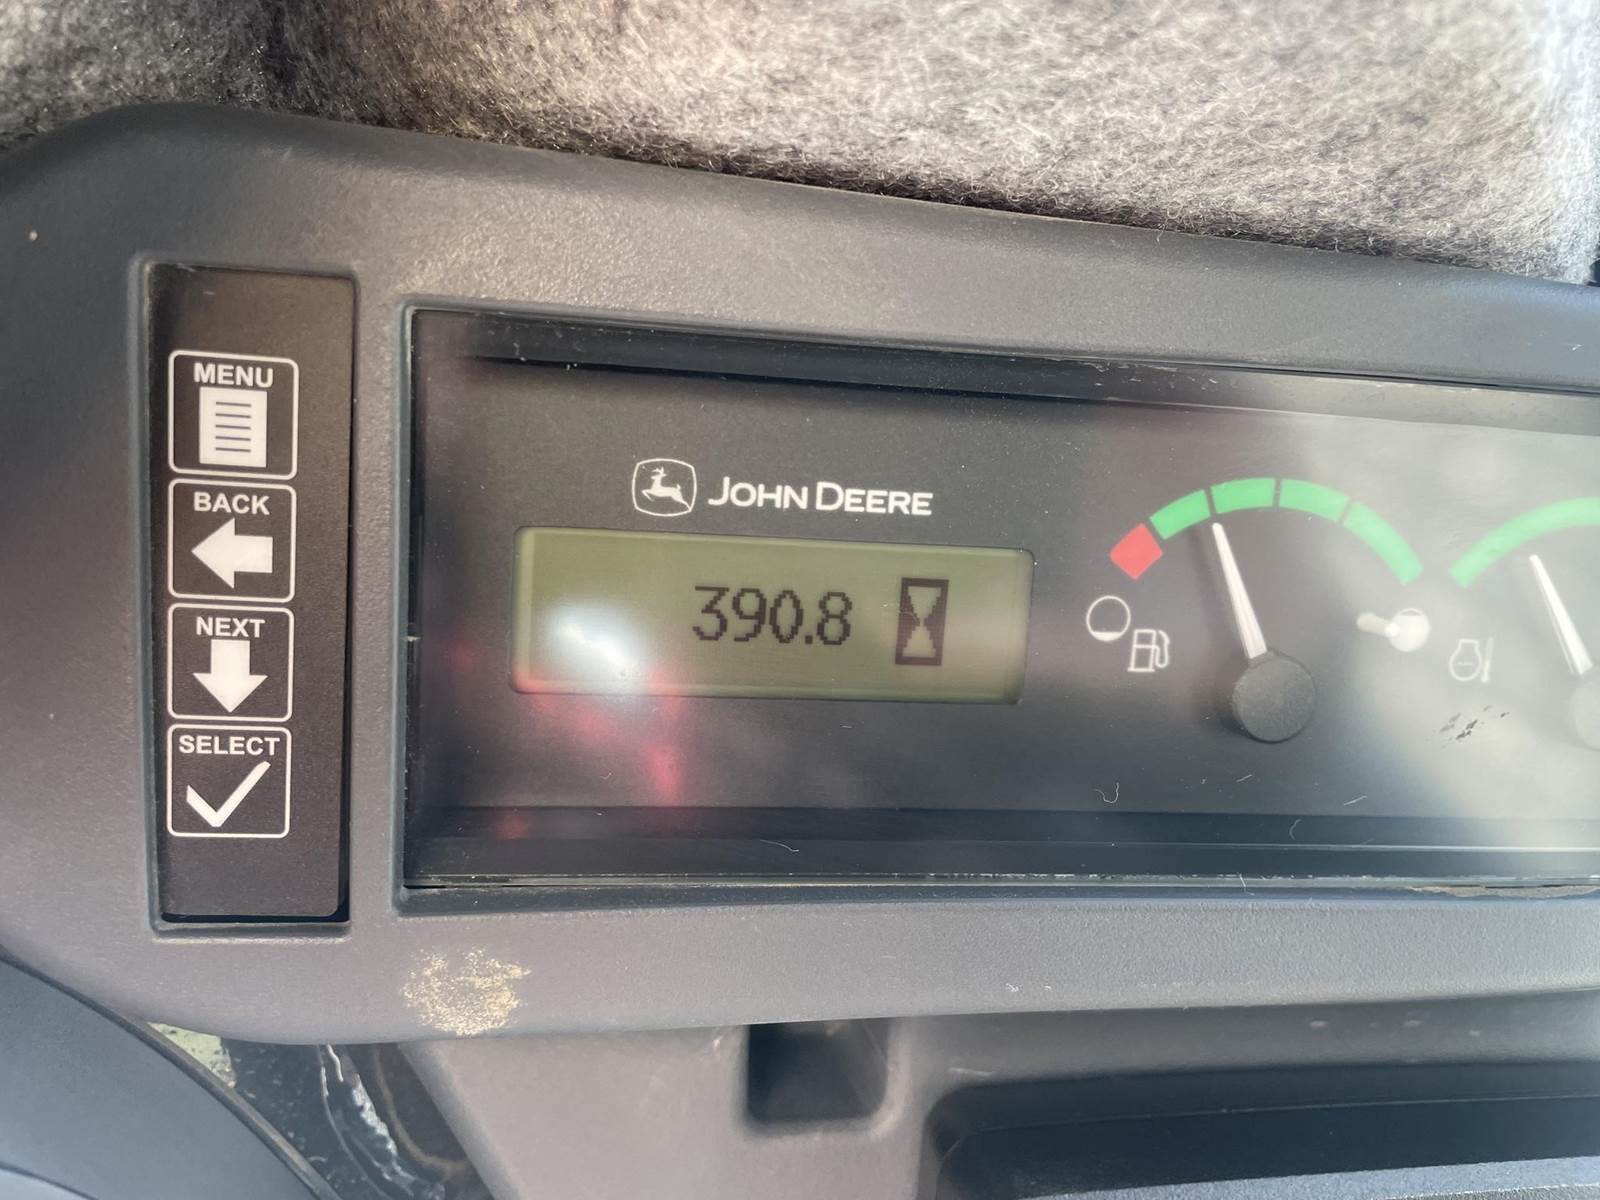 MENU
BACK
NEXT
SELECT
JOHN DEERE
390.8